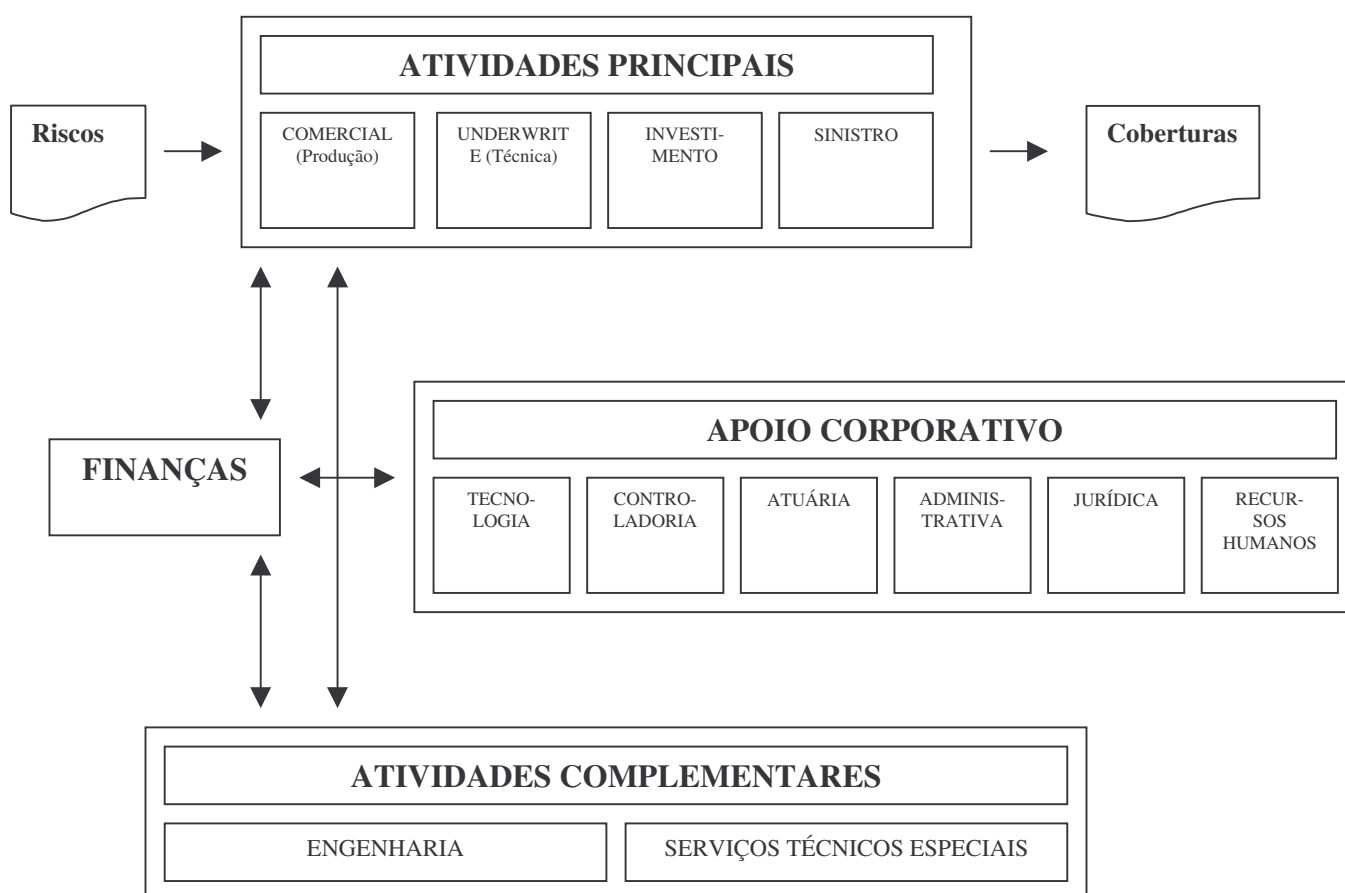 ATIVIDADES PRINCIPAIS
Riscos
COMERCIAL
(Produção)
UNDERWRIT
E (Técnica)
INVESTI-
MENTO
SINISTRO
Coberturas
FINANÇAS
APOIO CORPORATIVO
TECNO-
LOGIA
CONTRO-
LADORIA
ATUÁRIA
ADMINIS-
TRATIVA
JURÍDICA
RECUR-
SOS
HUMANOS
ATIVIDADES COMPLEMENTARES
ENGENHARIA
SERVIÇOS TÉCNICOS ESPECIAIS